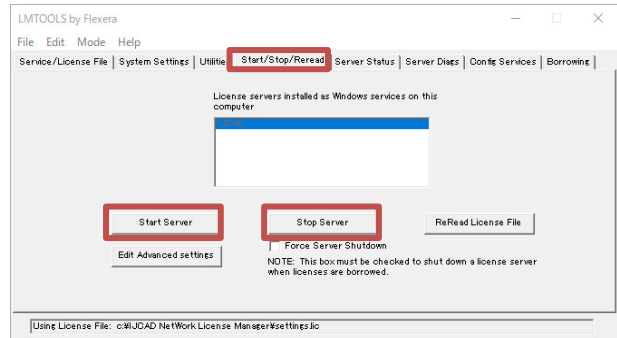 LMTOOLS by Flexera
File Edit Mode Help
Service/License File System Settings Utilities Start/Stop/Reread Server Status Server Diags Config Services Borrowing
License servers installed as Windows services on this
computer
IJCAD
Start Server Stop Server ReRead License File
Edit Advanced settings
Force Server Shutdown
NOTE: This box must be checked to shut down a license server
when licenses are borrowed.
Using License File: c:¥IJCAD NetWork License Manager¥settings.lic